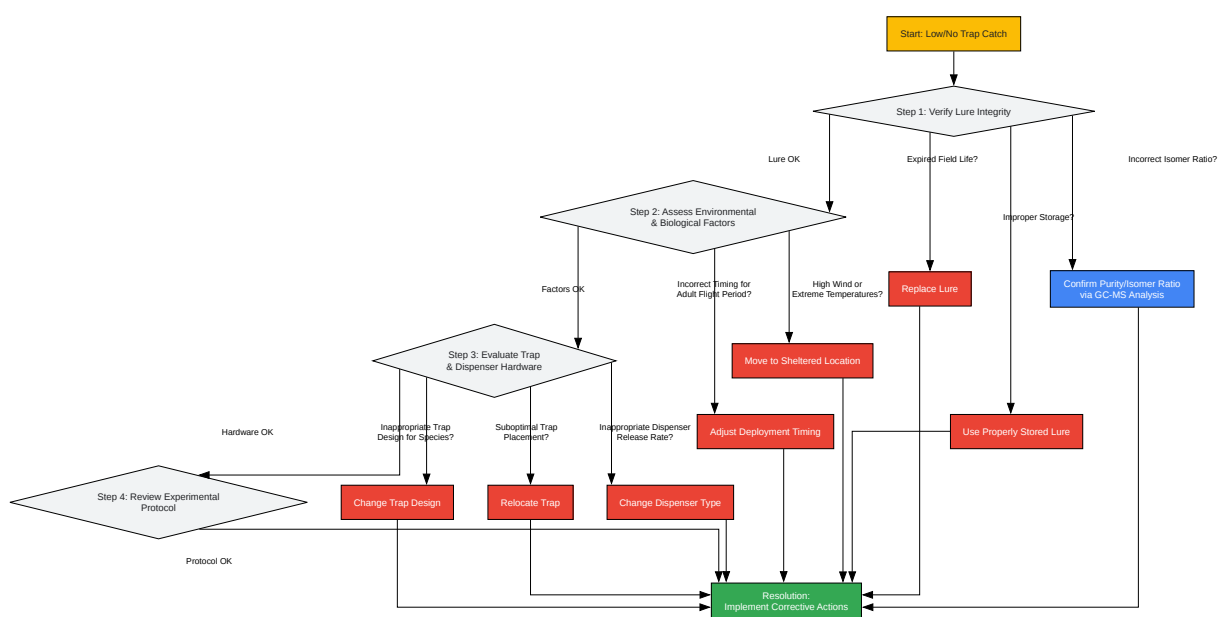 Start: Low/No Trap Catch
Step 1: Verify Lure Integrity
Lure OK
Expired Field Life?
Incorrect Isomer Ratio?
Improper Storage?
Step 2: Assess Environmental
& Biological Factors
Factors OK
Incorrect Timing for
Adult Flight Period?
High Wind or
Extreme Temperatures?
Replace Lure
Confirm Purity/Isomer Ratio
via GC-MS Analysis
Step 3: Evaluate Trap
& Dispenser Hardware
Move to Sheltered Location
Hardware OK
Inappropriate Trap
Design for Species?
Suboptimal Trap
Placement?
Inappropriate Dispenser
Release Rate?
Adjust Deployment Timing
Use Properly Stored Lure
Step 4: Review Experimental
Protocol
Change Trap Design
Relocate Trap
Change Dispenser Type
Protocol OK
Resolution:
Implement Corrective Actions